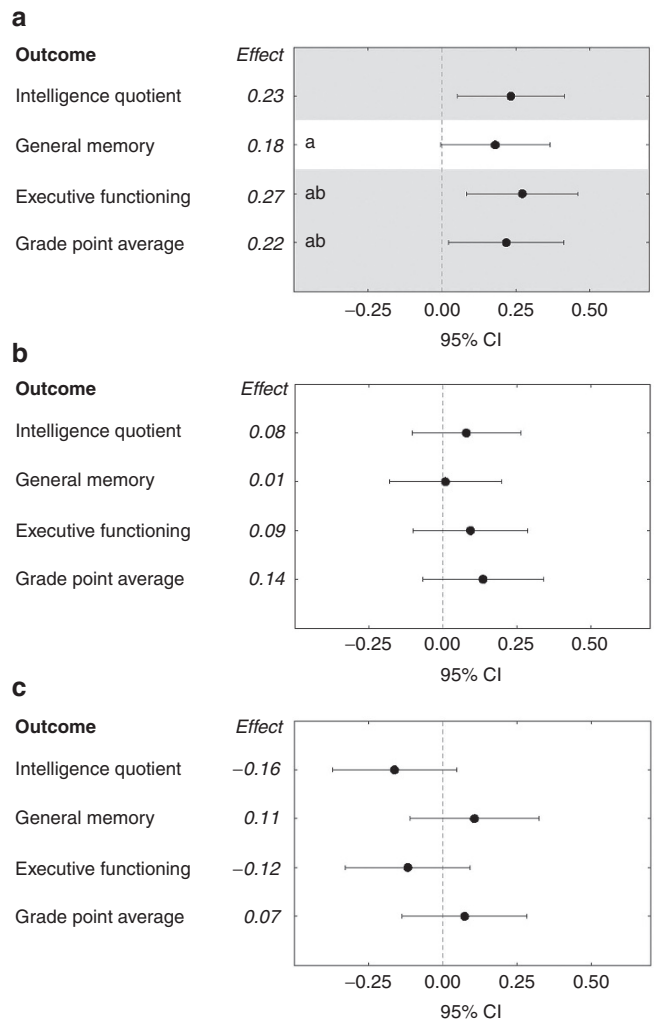 a
Outcome Effect
Intelligence quotient 0.23
General memory 0.18 a
Executive functioning 0.27 ab
Grade point average 0.22 ab
−0.25 0.00 0.25 0.50
95% CI
b
Outcome Effect
Intelligence quotient 0.08
General memory 0.01
Executive functioning 0.09
Grade point average 0.14
−0.25 0.00 0.25 0.50
95% CI
c
Outcome Effect
Intelligence quotient −0.16
General memory 0.11
Executive functioning −0.12
Grade point average 0.07
−0.25 0.00 0.25 0.50
95% CI